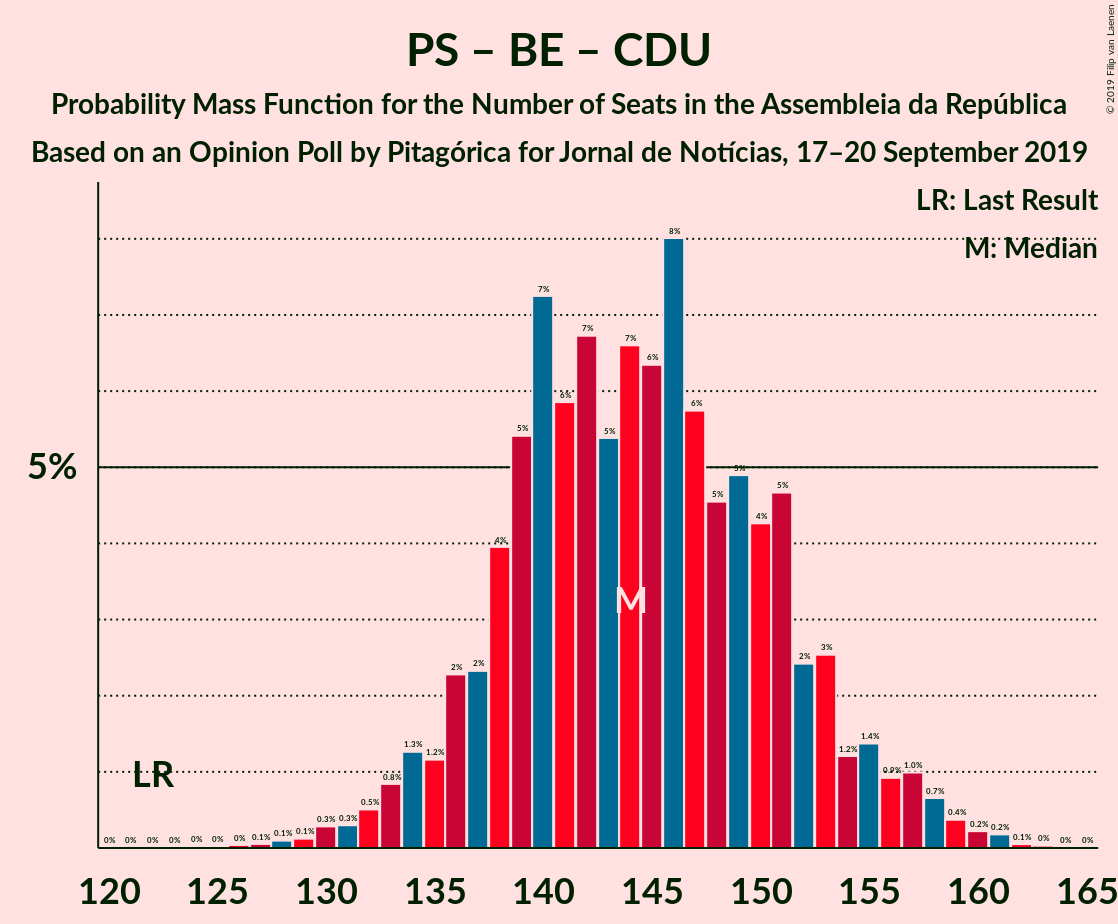 PS – BE – CDU
Probability Mass Function for the Number of Seats in the Assembleia da República
Based on an Opinion Poll by Pitagórica for Jornal de Notícias, 17–20 September 2019
© 2019 Filip van Laenen
LR: Last Result
M: Median
5%
LR
M
0% 0% 0% 0% 0% 0% 0% 0.1% 0.1% 0.1% 0.3% 0.3% 0.5% 0.8% 1.3% 1.2% 2% 2% 4% 5% 7% 6% 7% 5% 7% 6% 8% 6% 5% 5% 4% 5% 2% 3% 1.2% 1.4% 0.9% 1.0% 0.7% 0.4% 0.2% 0.2% 0.1% 0% 0% 0%
120 125 130 135 140 145 150 155 160 165